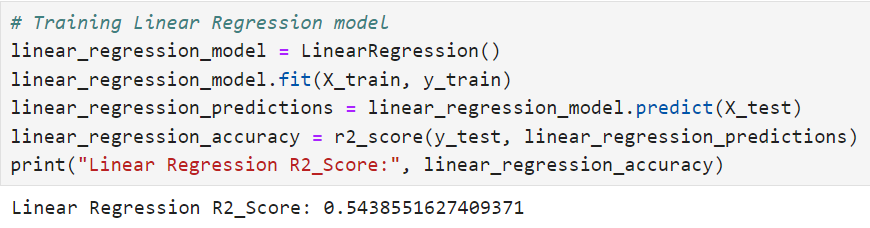 # Training Linear Regression model
linear_regression_model = LinearRegression()
linear_regression_model.fit(X_train, y_train)
linear_regression_predictions = linear_regression_model.predict(X_test)
linear_regression_accuracy = r2_score(y_test, linear_regression_predictions)
print("Linear Regression R2_Score:", linear_regression_accuracy)
Linear Regression R2_Score: 0.5438551627409371